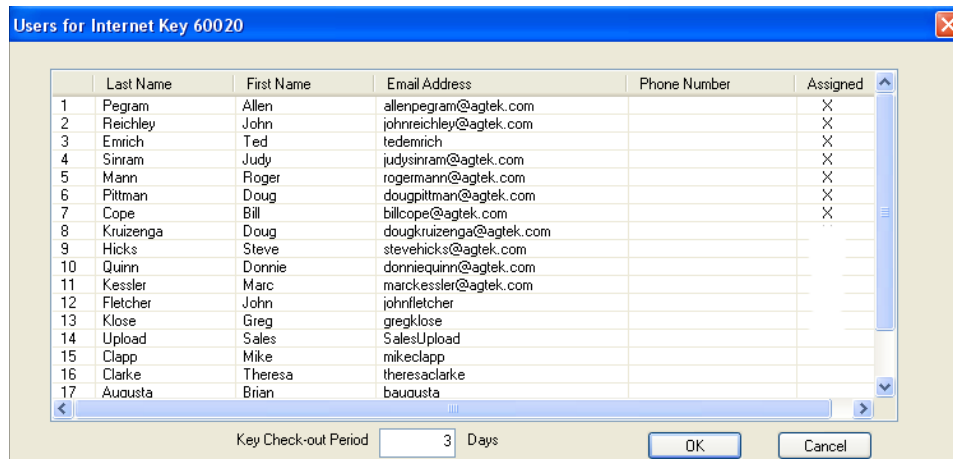 Users for Internet Key 60020
Last Name First Name Email Address Phone Number Assigned
1 Pegram Allen allenpegram@agtek.com X
2 Reichley John johnreichley@agtek.com X
3 Emrich Ted tedemrich X
4 Sinram Judy judysinram@agtek.com X
5 Mann Roger rogermann@agtek.com X
6 Pittman Doug dougpittman@agtek.com X
7 Cope Bill billcope@agtek.com X
8 Kruizenga Doug dougkruizenga@agtek.com
9 Hicks Steve stevehicks@agtek.com
10 Quinn Donnie donniequinn@agtek.com
11 Kessler Marc marckessler@agtek.com
12 Fletcher John johnfletcher
13 Klose Greg gregklose
14 Upload Sales SalesUpload
15 Clapp Mike mikeclapp
16 Clarke Theresa theresaclarke
17 Augusta Brian baugusta
Key Check-out Period 3 Days OK Cancel